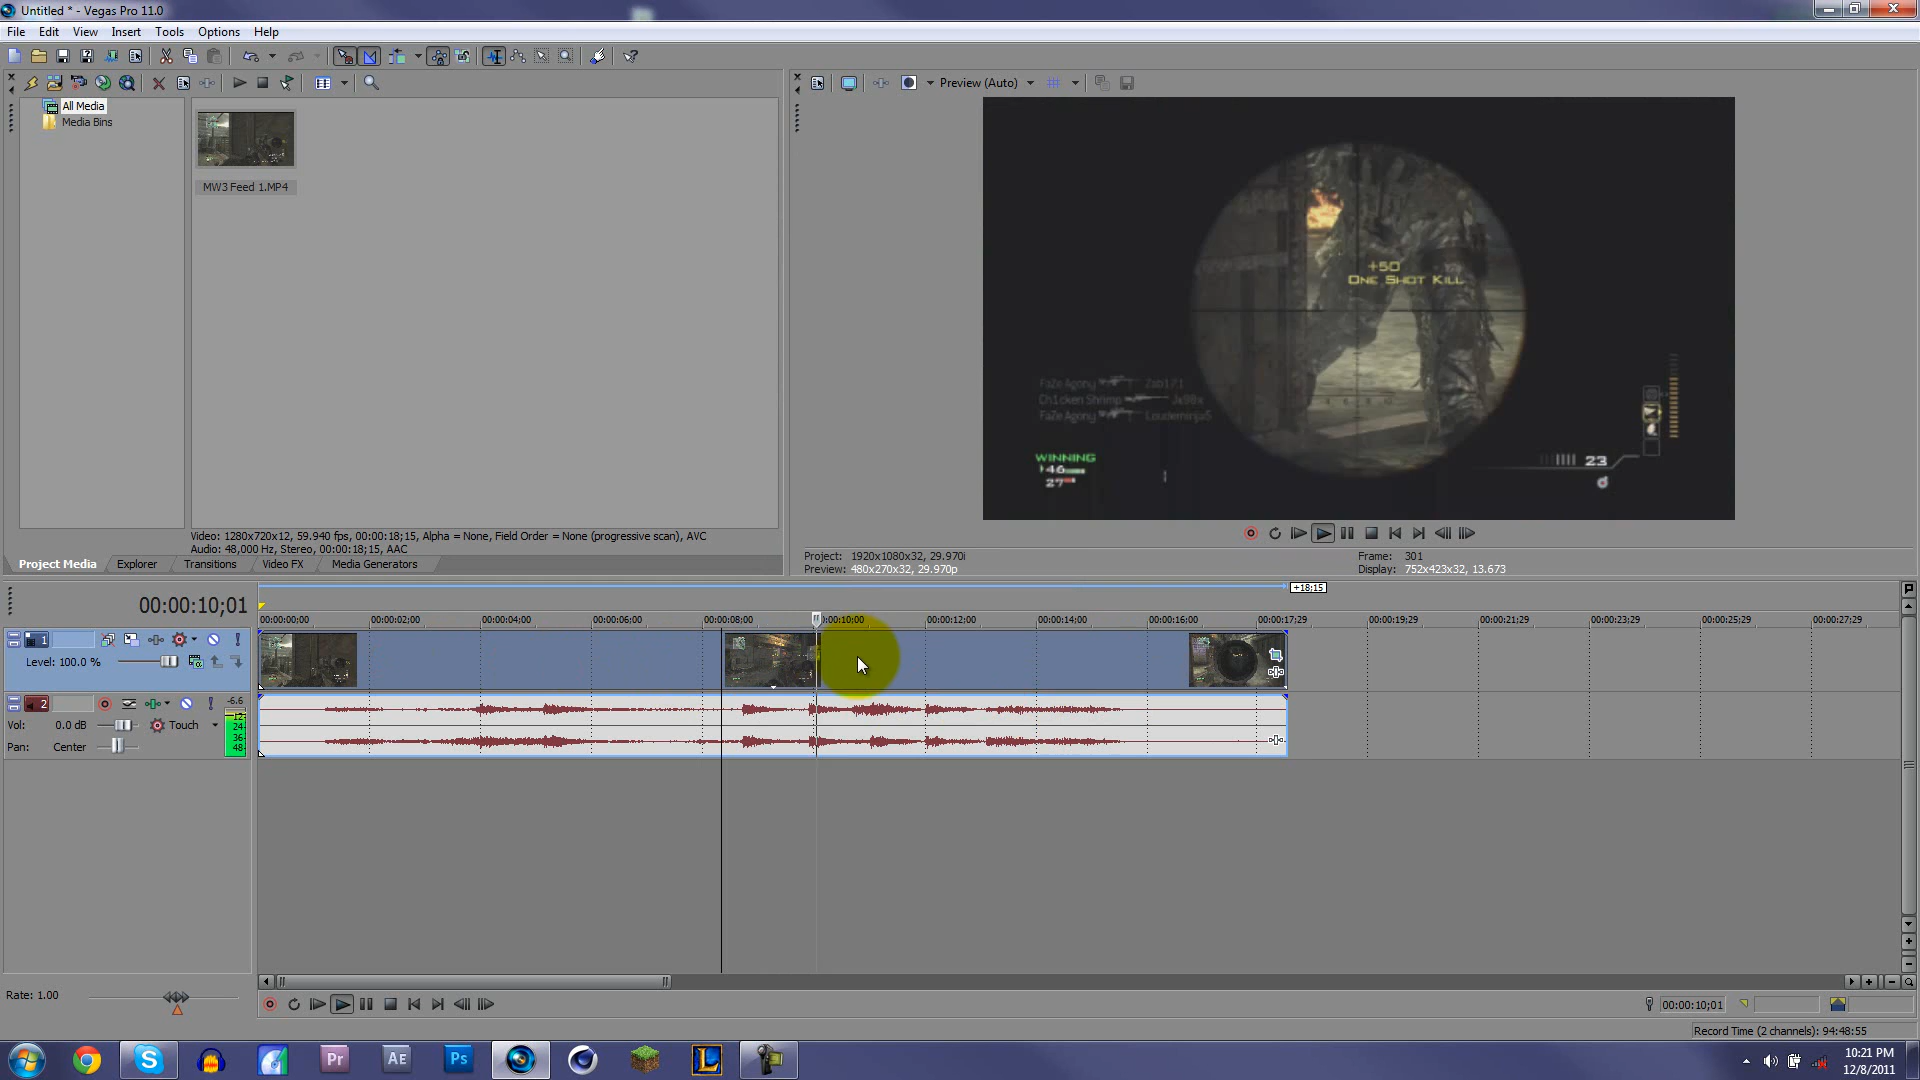 Untitled * - Vegas Pro 11.0
File Edit View Insert Tools Options Help
Preview (Auto)
All Media
Media Bins
MW3 Feed 1.MP4
+50
ONE SHOT KILL
FaZe Agony Zab171
Ch1cken Shrimp Jx98x
FaZe Agony Louderninja5
WINNING
46
27
23
Video: 1280x720x12, 59.940 fps, 00:00:18;15, Alpha = None, Field Order = None (progressive scan), AVC
Audio: 48,000 Hz, Stereo, 00:00:18;15, AAC
Project Media Explorer Transitions Video FX Media Generators
Project: 1920x1080x32, 29.970i
Preview: 480x270x32, 29.970p
Frame: 301
Display: 752x423x32, 13.673
+18;15
00:00:10;01
00:00:00;00 00:00:02;00 00:00:04;00 00:00:06;00 00:00:08;00 :00:10;00 00:00:12;00 00:00:14;00 00:00:16;00 00:00:17;29 00:00:19;29 00:00:21;29 00:00:23;29 00:00:25;29 00:00:27;29
1
Level: 100.0 %
2
-6.6
Vol: 0.0 dB Touch
12
24
36
48
Pan: Center
Rate: 1.00
00:00:10;01
Record Time (2 channels): 94:48:55
Pr AE Ps L
10:21 PM
12/8/2011